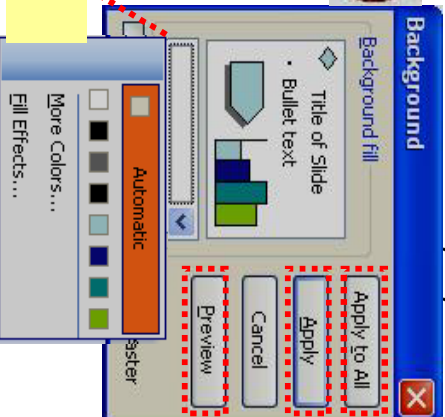 Background
Background fill
Title of Slide
• Bullet text
Apply to All
Apply
Cancel
Preview
Automatic
More Colors...
Fill Effects...